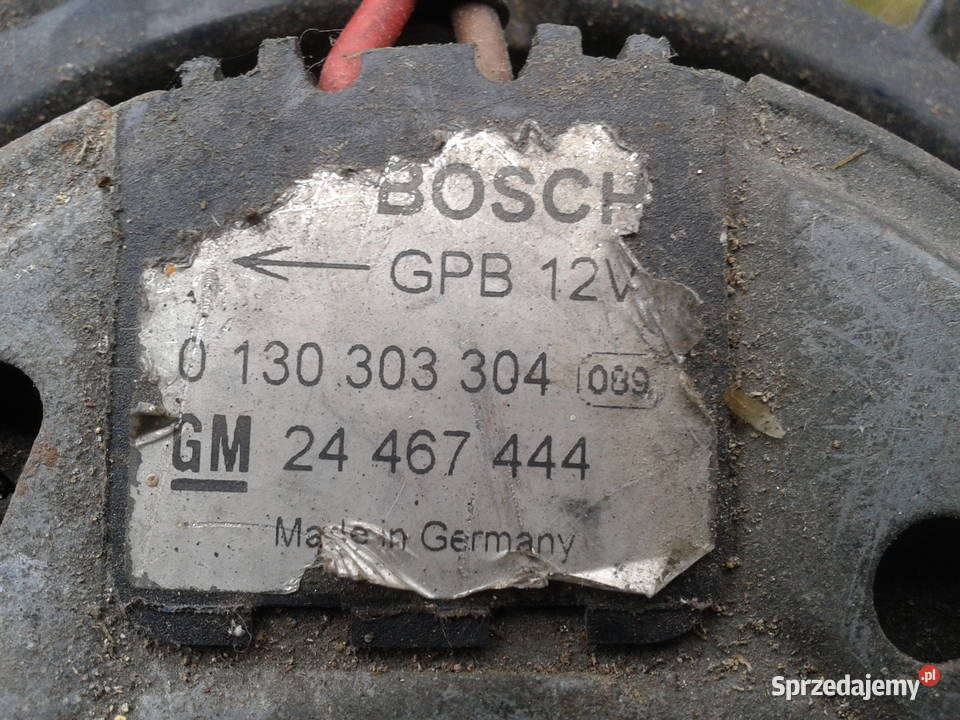 BOSCH
GPB 12V
0 130 303 304 089
GM 24 467 444
Made in Germany
Sprzedajemy.pl